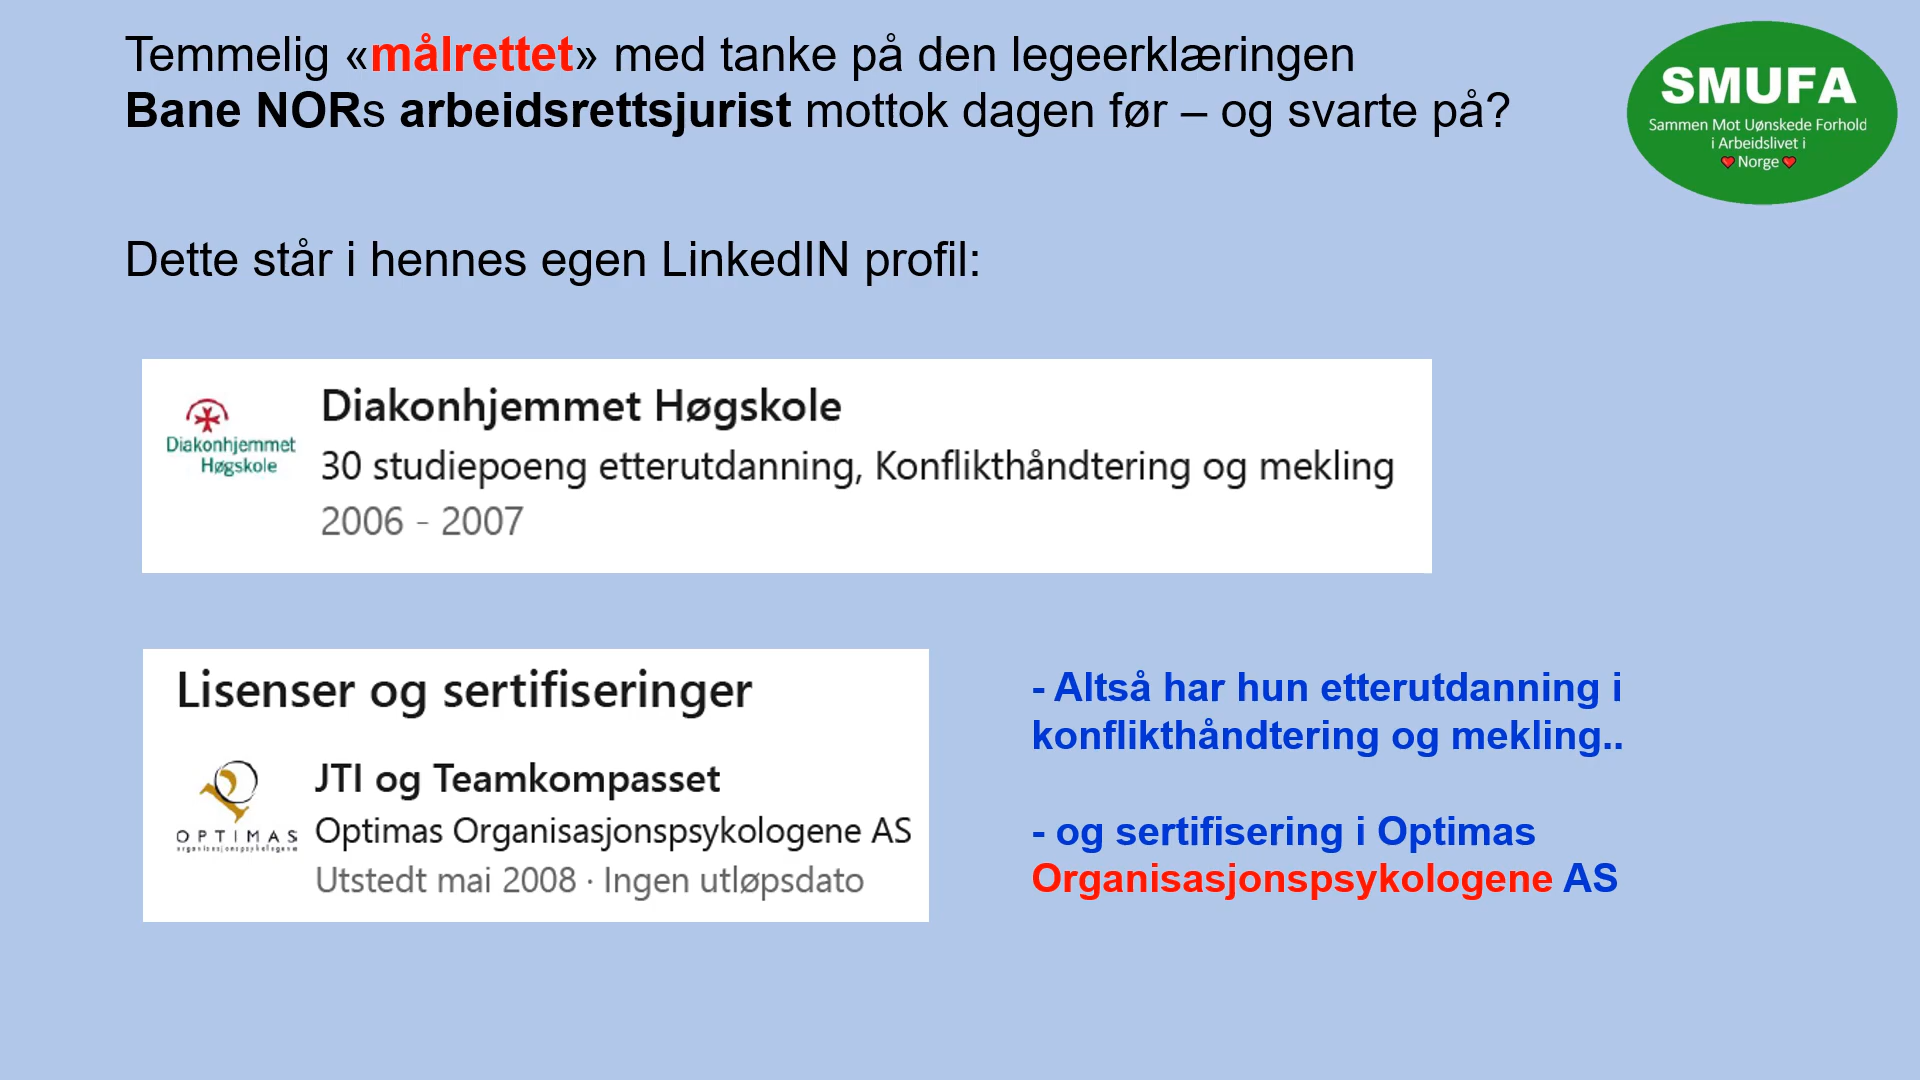 Temmelig «målrettet» med tanke på den legeerklæringen
Bane NORs arbeidsrettsjurist mottok dagen før – og svarte på?
SMUFA
Sammen Mot Uønskede Forhold
i Arbeidslivet i
Norge
Dette står i hennes egen LinkedIN profil:
Diakonhjemmet
Høgskole
Diakonhjemmet Høgskole
30 studiepoeng etterutdanning, Konflikthåndtering og mekling
2006 - 2007
Lisenser og sertifiseringer
OPTIMAS
organisasjonspsykologene
JTI og Teamkompasset
Optimas Organisasjonspsykologene AS
Utstedt mai 2008 · Ingen utløpsdato
- Altså har hun etterutdanning i
konflikthåndtering og mekling..
- og sertifisering i Optimas
Organisasjonspsykologene AS